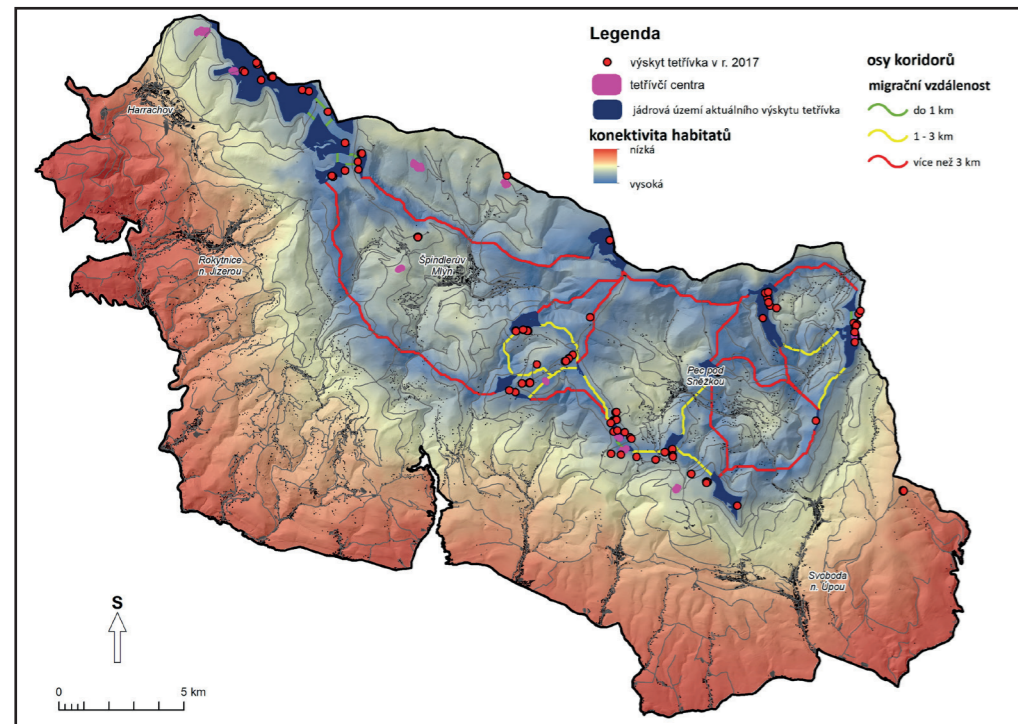 Legenda
výskyt tetřívka v r. 2017
tetřívčí centra
jádrová území aktuálního výskytu tetřívka
konektivita habitatů
nízká
vysoká
osy koridorů
migrační vzdálenost
do 1 km
1 - 3 km
více než 3 km
Harrachov
Rokytnice
n. Jizerou
Špindlerův
Mlýn
Pec pod
Sněžkou
Svoboda
n. Úpou
S
0 5 km